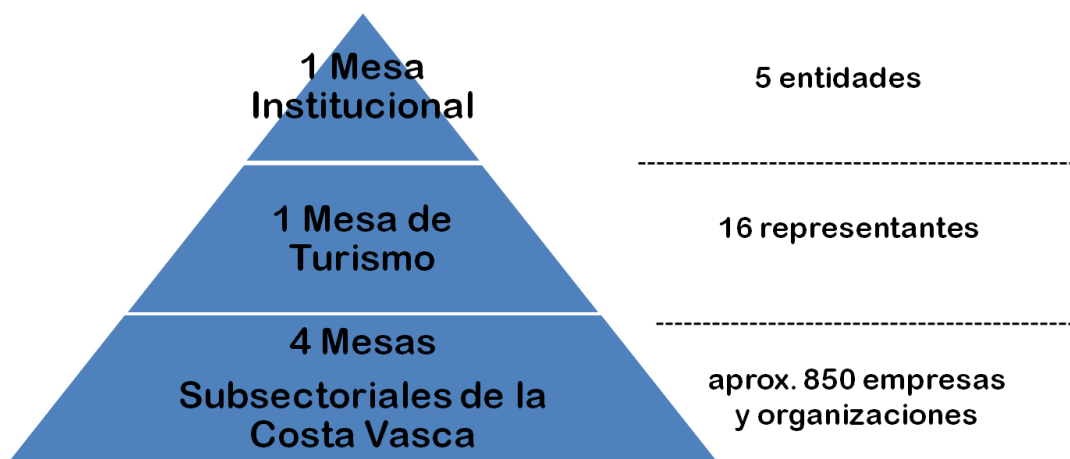 1 Mesa
Institucional
5 entidades
1 Mesa de
Turismo
16 representantes
4 Mesas
Subsectoriales de la
Costa Vasca
aprox. 850 empresas
y organizaciones